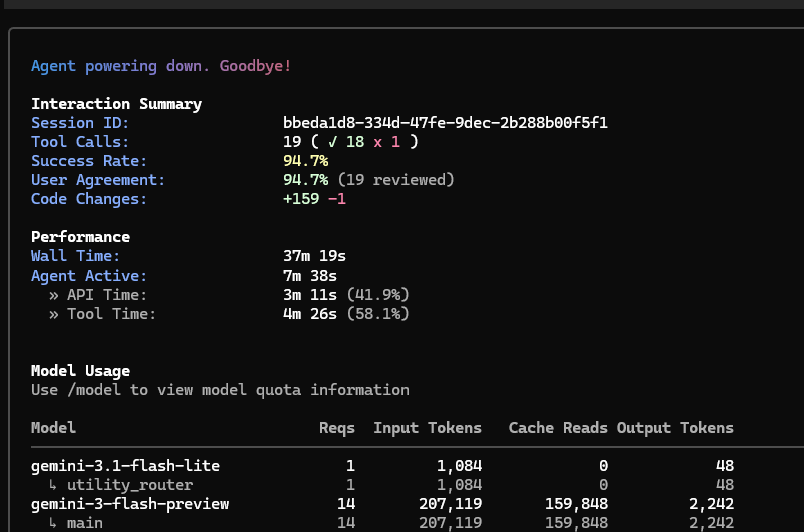 Agent powering down. Goodbye!
Interaction Summary
Session ID: bbeda1d8-334d-47fe-9dec-2b288b00f5f1
Tool Calls: 19 ( ✓ 18 x 1 )
Success Rate: 94.7%
User Agreement: 94.7% (19 reviewed)
Code Changes: +159 -1
Performance
Wall Time: 37m 19s
Agent Active: 7m 38s
» API Time: 3m 11s (41.9%)
» Tool Time: 4m 26s (58.1%)
Model Usage
Use /model to view model quota information
Model Reqs Input Tokens Cache Reads Output Tokens
gemini-3.1-flash-lite 1 1,084 0 48
↳ utility_router 1 1,084 0 48
gemini-3-flash-preview 14 207,119 159,848 2,242
↳ main 14 207,119 159,848 2,242